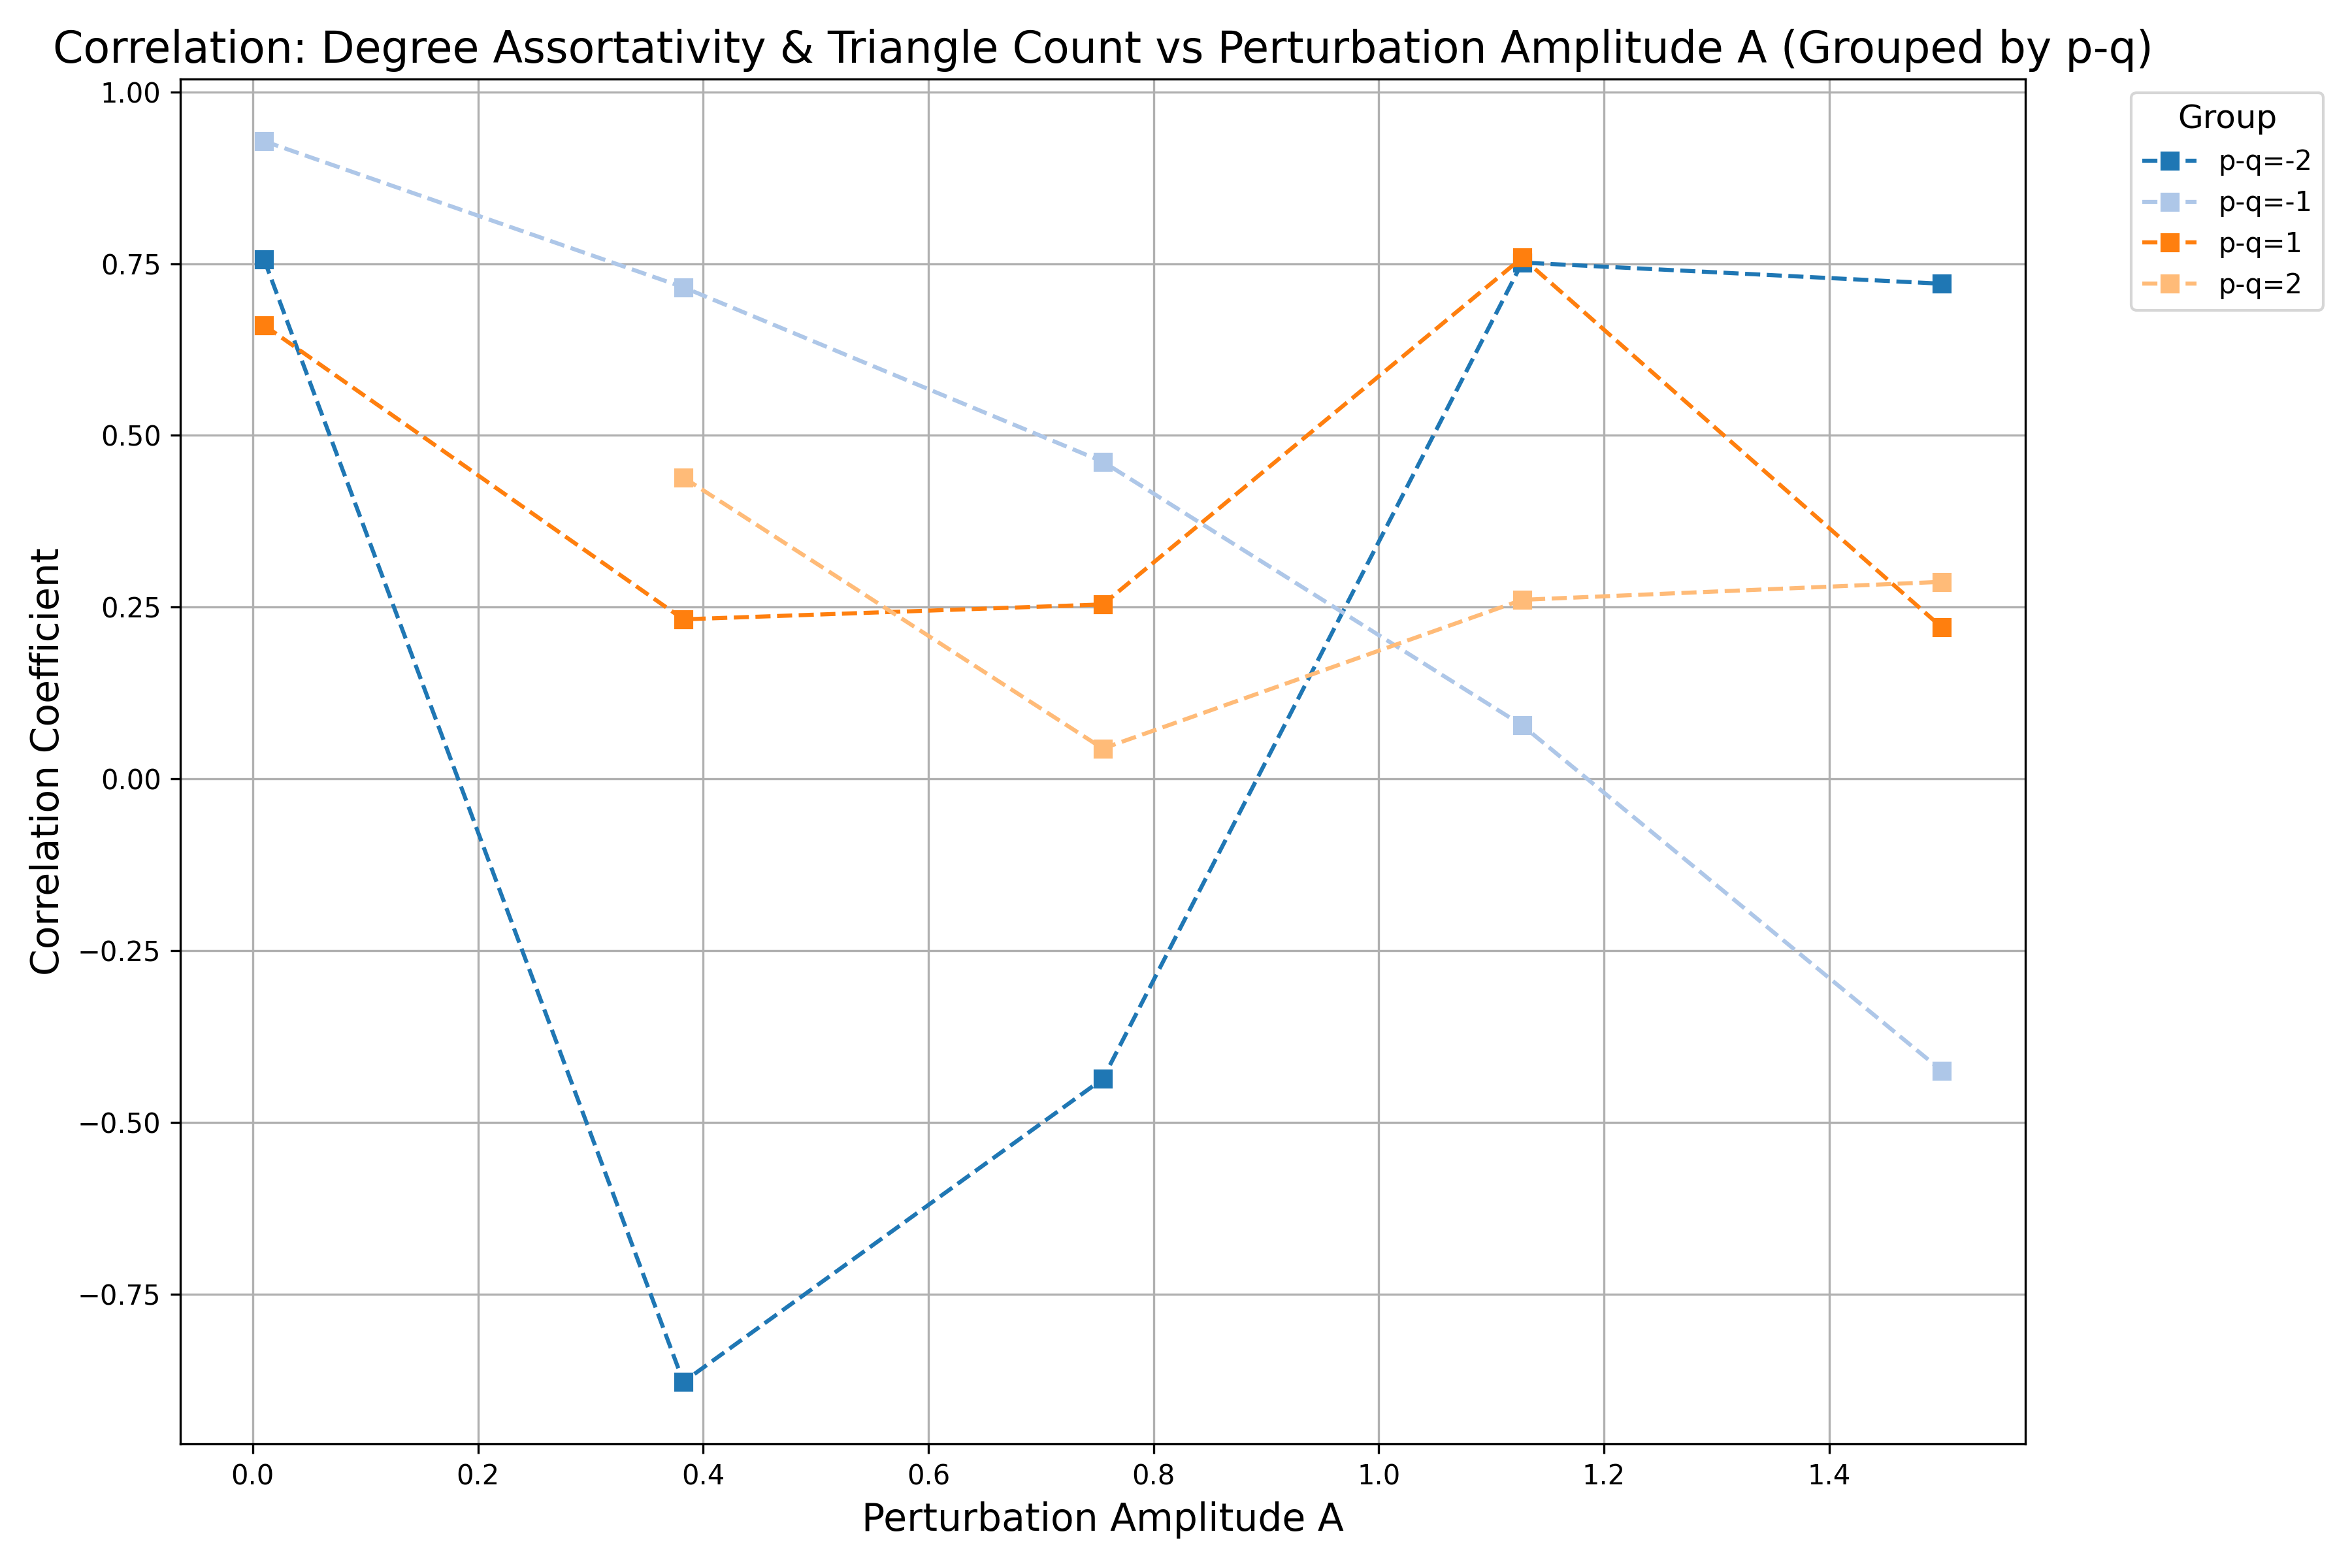 Correlation: Degree Assortativity & Triangle Count vs Perturbation Amplitude A (Grouped by p-q)
Group
p-q=-2
p-q=-1
p-q=1
p-q=2
Correlation Coefficient
1.00
0.75
0.50
0.25
0.00
−0.25
−0.50
−0.75
0.0 0.2 0.4 0.6 0.8 1.0 1.2 1.4
Perturbation Amplitude A